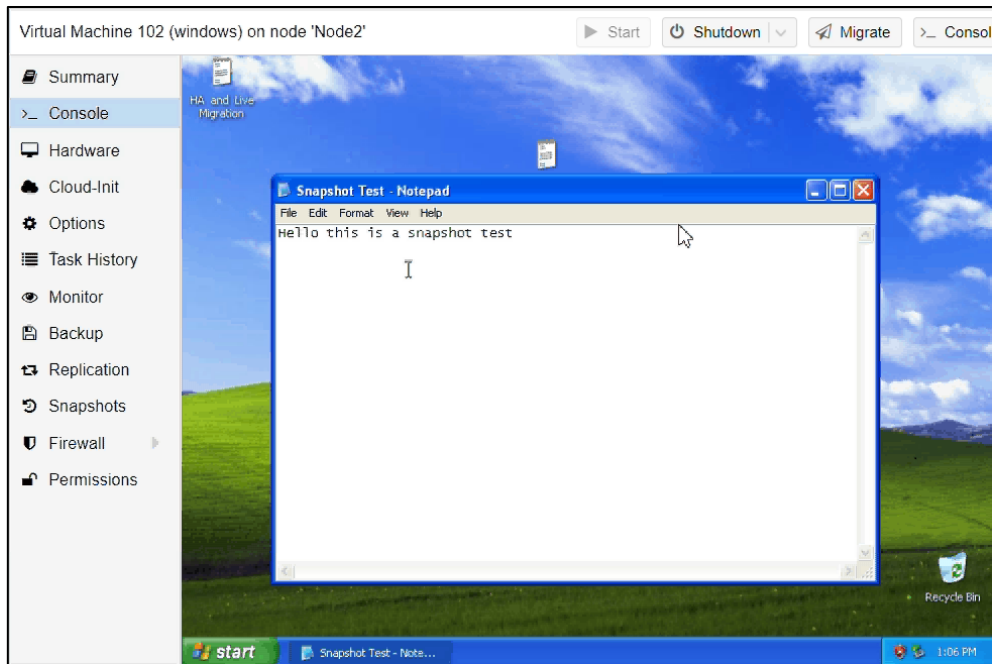 Virtual Machine 102 (windows) on node 'Node2'
Start
Shutdown
Migrate
>_ Consol
Summary
>_ Console
Hardware
Cloud-Init
Options
Task History
Monitor
Backup
Replication
Snapshots
Firewall
Permissions
HA and Live
Migration
Snapshot Test - Notepad
File Edit Format View Help
Hello this is a snapshot test
Recycle Bin
start
Snapshot Test - Note...
1:06 PM